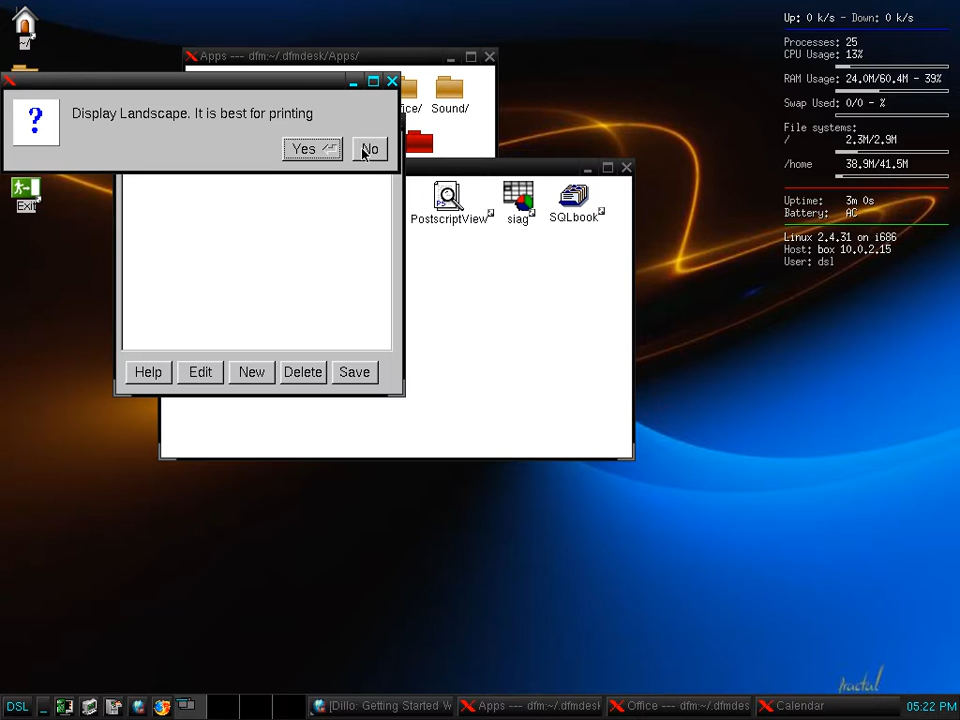 ~/
Apps --- dfm:~/.dfmdesk/Apps/
Sound/
Display Landscape. It is best for printing
Yes
No
Exit
PostscriptView
siag
SQLbook
Help
Edit
New
Delete
Save
Up: 0 k/s - Down: 0 k/s
Processes: 25
CPU Usage: 13%
RAM Usage: 24.0M/60.4M - 39%
Swap Used: 0/0 - %
File systems:
/ 2.3M/2.9M
/home 38.9M/41.5M
Uptime: 3m 0s
Battery: AC
Linux 2.4.31 on i686
Host: box 10.0.2.15
User: dsl
fractal
DSL
[Dillo: Getting Started W
Apps --- dfm:~/.dfmdesk
Office --- dfm:~/.dfmdes
Calendar
05:22 PM